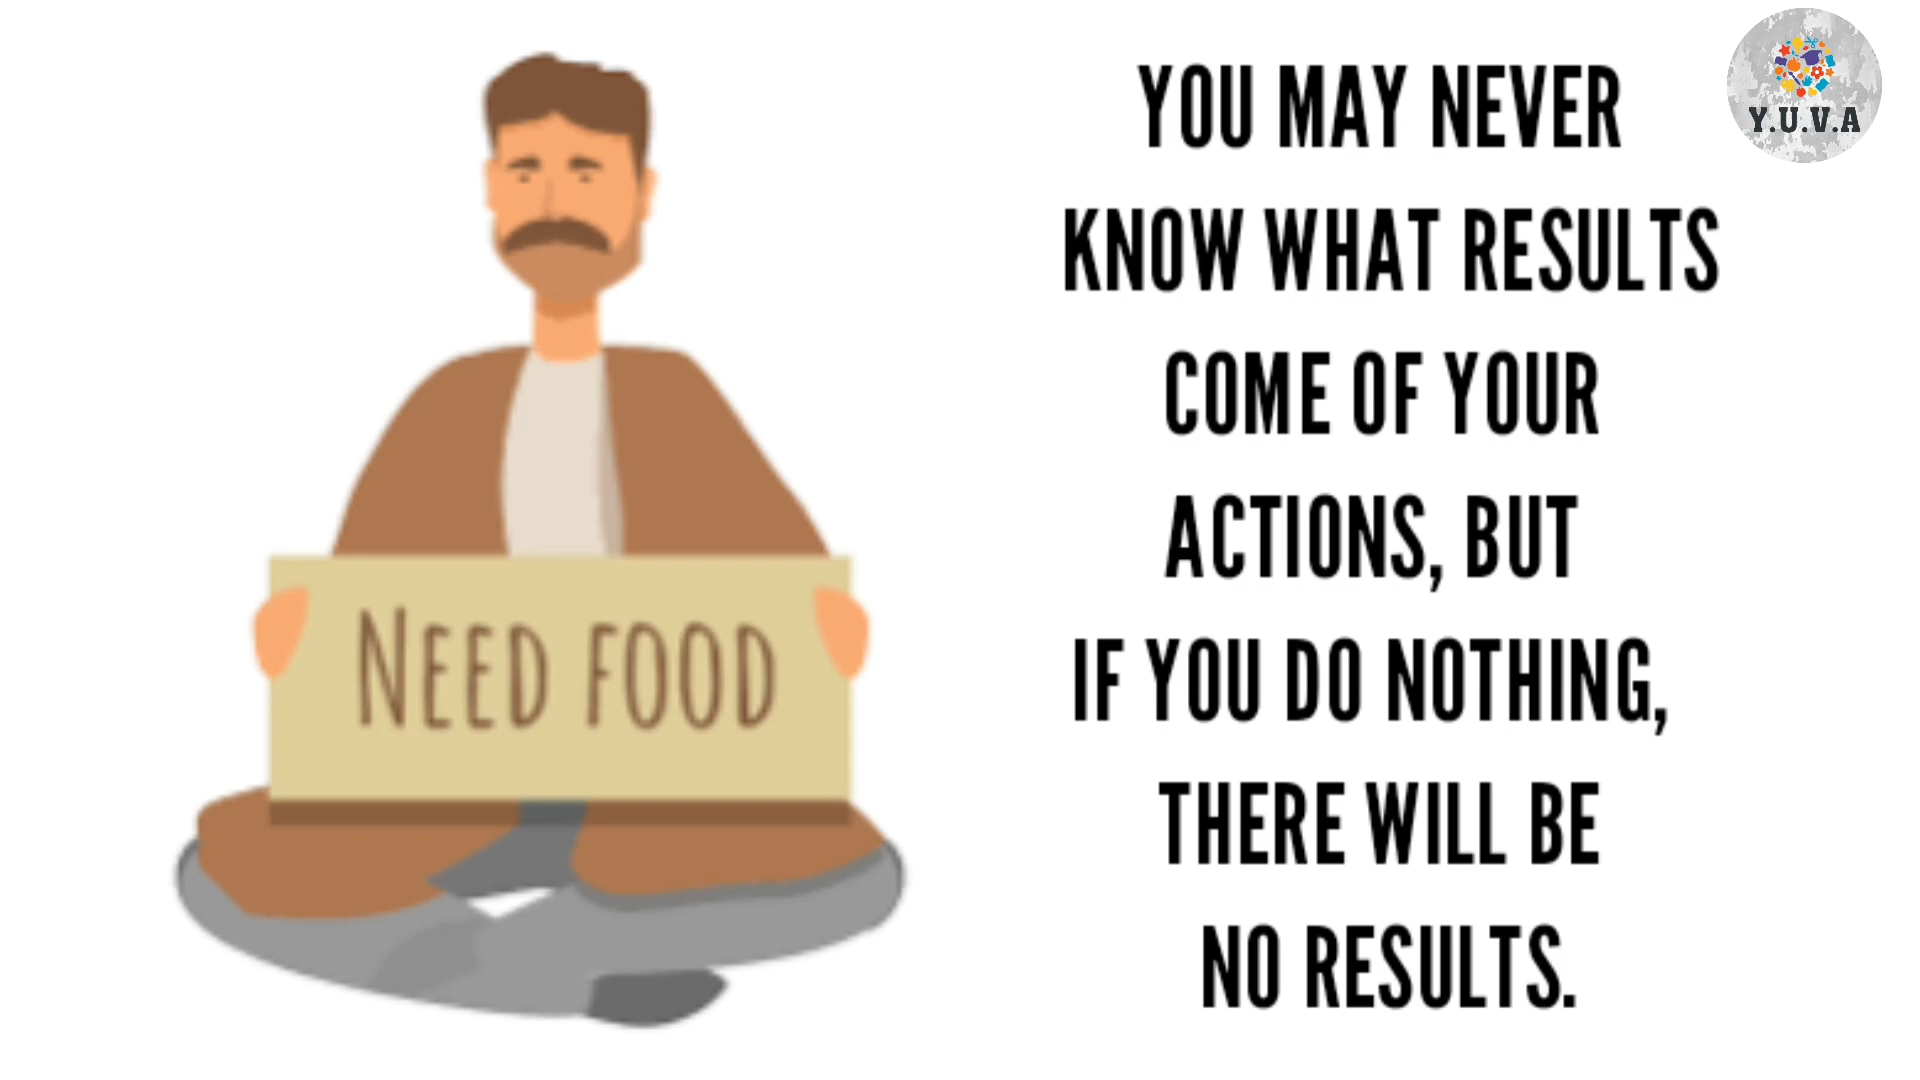 YOU MAY NEVER
KNOW WHAT RESULTS
COME OF YOUR
ACTIONS, BUT
IF YOU DO NOTHING,
THERE WILL BE
NO RESULTS.
NEED FOOD
Y.U.V.A